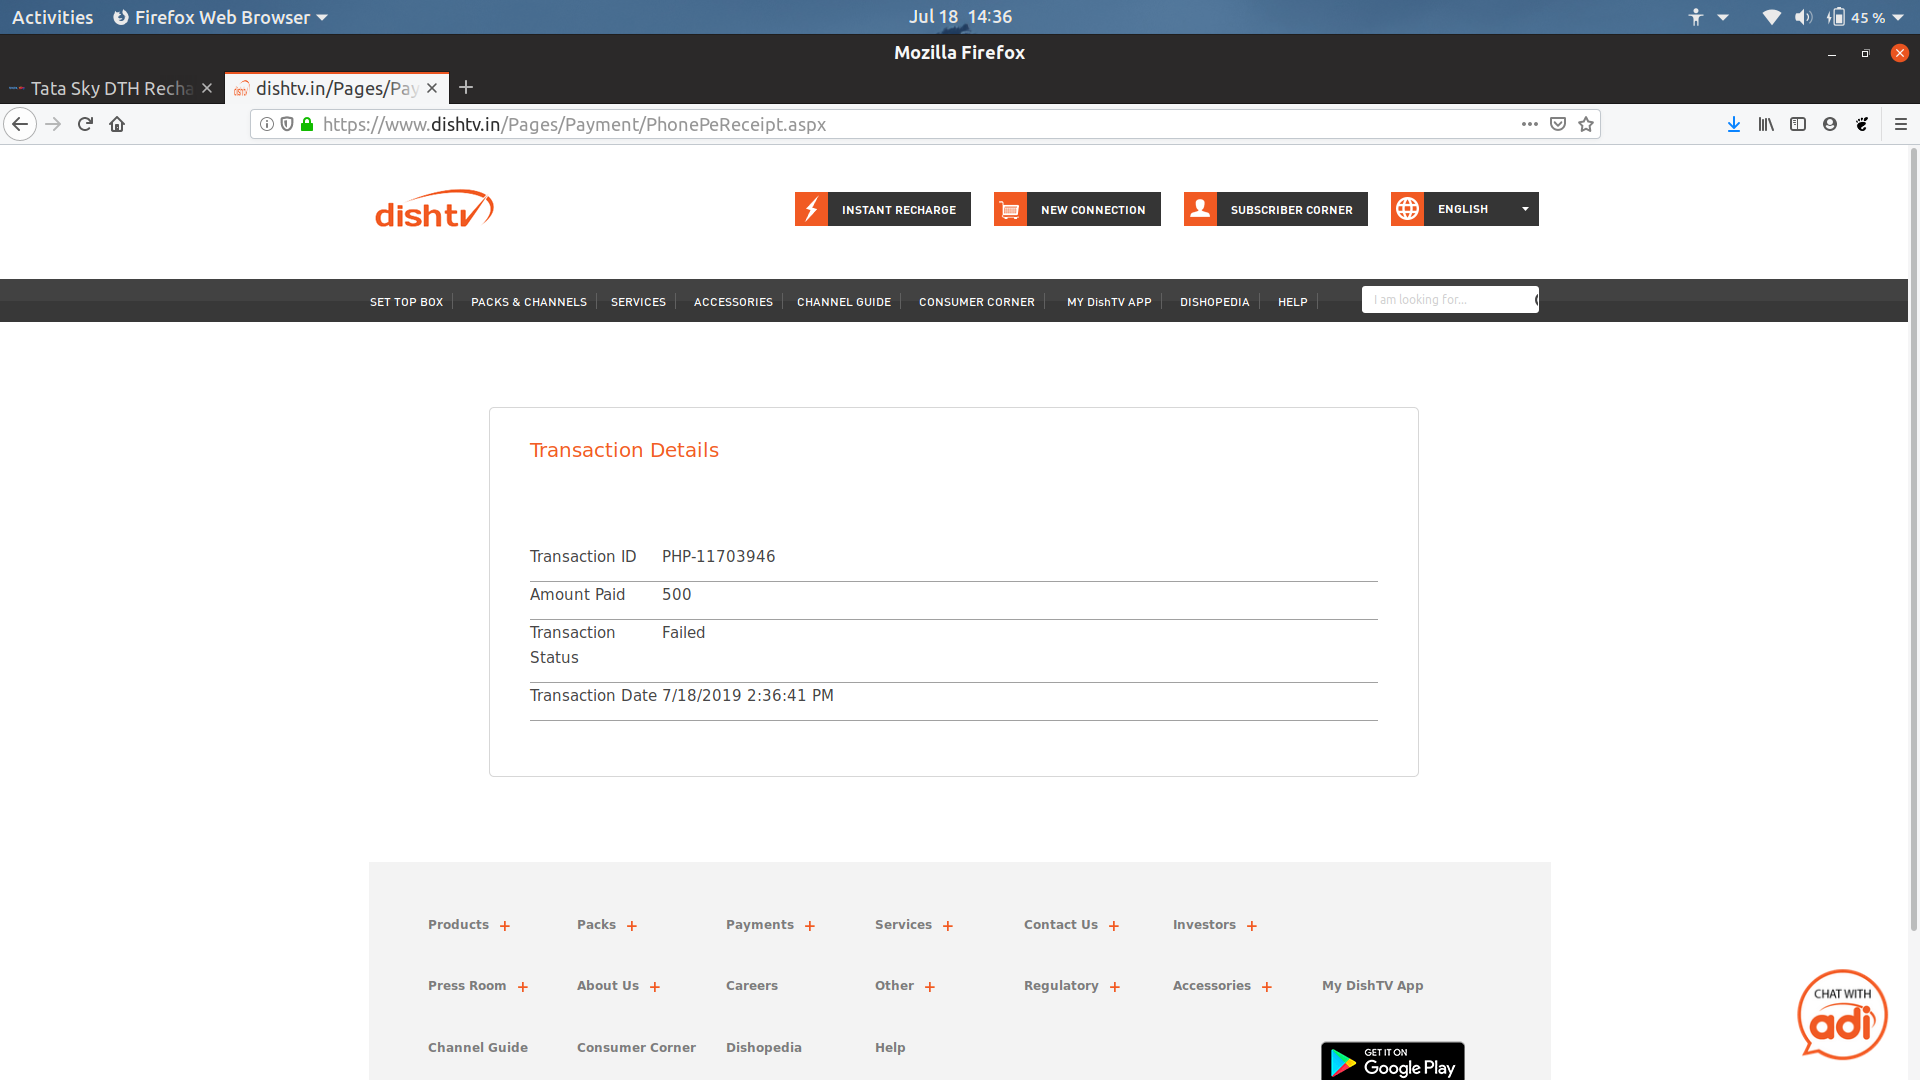 Activities Firefox Web Browser Jul 18 14:36 45 %
Mozilla Firefox
Tata Sky DTH Recha dishtv.in/Pages/Pay
https://www.dishtv.in/Pages/Payment/PhonePeReceipt.aspx
dishtv INSTANT RECHARGE NEW CONNECTION SUBSCRIBER CORNER ENGLISH
SET TOP BOX PACKS & CHANNELS SERVICES ACCESSORIES CHANNEL GUIDE CONSUMER CORNER MY DishTV APP DISHOPEDIA HELP I am looking for...
Transaction Details
Transaction ID PHP-11703946
Amount Paid 500
Transaction Failed
Status
Transaction Date 7/18/2019 2:36:41 PM
Products + Packs + Payments + Services + Contact Us + Investors +
Press Room + About Us + Careers Other + Regulatory + Accessories + My DishTV App
CHAT WITH
adi
Channel Guide Consumer Corner Dishopedia Help
GET IT ON
Google Play